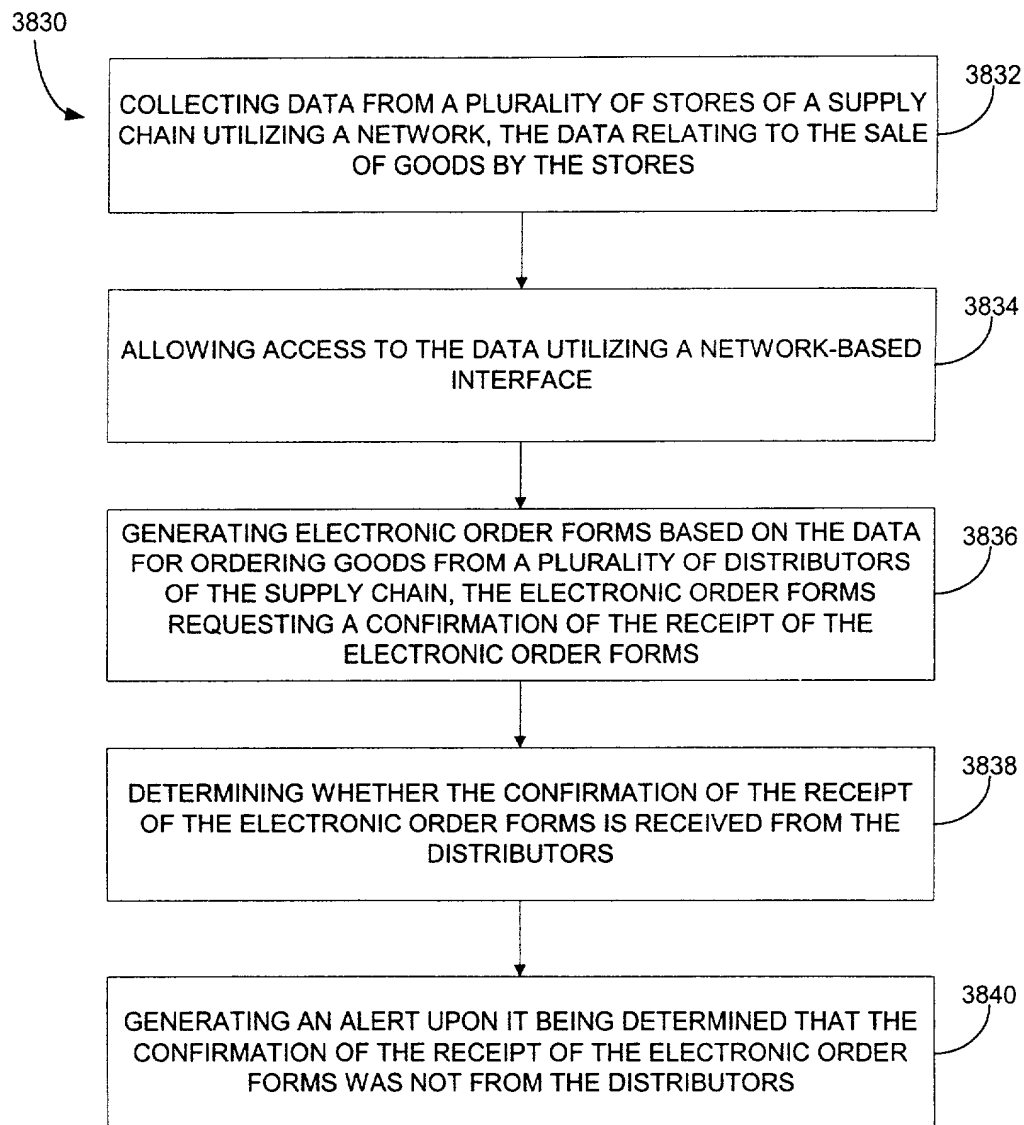 3830
3832
COLLECTING DATA FROM A PLURALITY OF STORES OF A SUPPLY
CHAIN UTILIZING A NETWORK, THE DATA RELATING TO THE SALE
OF GOODS BY THE STORES
3834
ALLOWING ACCESS TO THE DATA UTILIZING A NETWORK-BASED
INTERFACE
3836
GENERATING ELECTRONIC ORDER FORMS BASED ON THE DATA
FOR ORDERING GOODS FROM A PLURALITY OF DISTRIBUTORS
OF THE SUPPLY CHAIN, THE ELECTRONIC ORDER FORMS
REQUESTING A CONFIRMATION OF THE RECEIPT OF THE
ELECTRONIC ORDER FORMS
3838
DETERMINING WHETHER THE CONFIRMATION OF THE RECEIPT
OF THE ELECTRONIC ORDER FORMS IS RECEIVED FROM THE
DISTRIBUTORS
3840
GENERATING AN ALERT UPON IT BEING DETERMINED THAT THE
CONFIRMATION OF THE RECEIPT OF THE ELECTRONIC ORDER
FORMS WAS NOT FROM THE DISTRIBUTORS